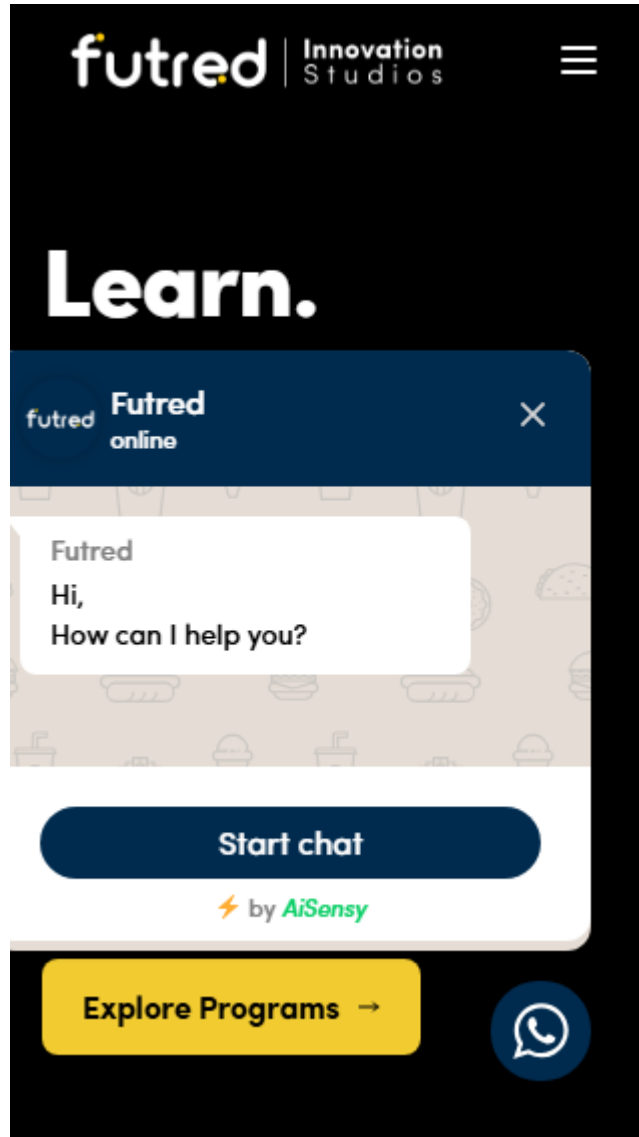 futred | Innovation
Studios
Learn.
futred
Futred
online
Futred
Hi,
How can I help you?
Start chat
⚡ by AiSensy
Explore Programs →